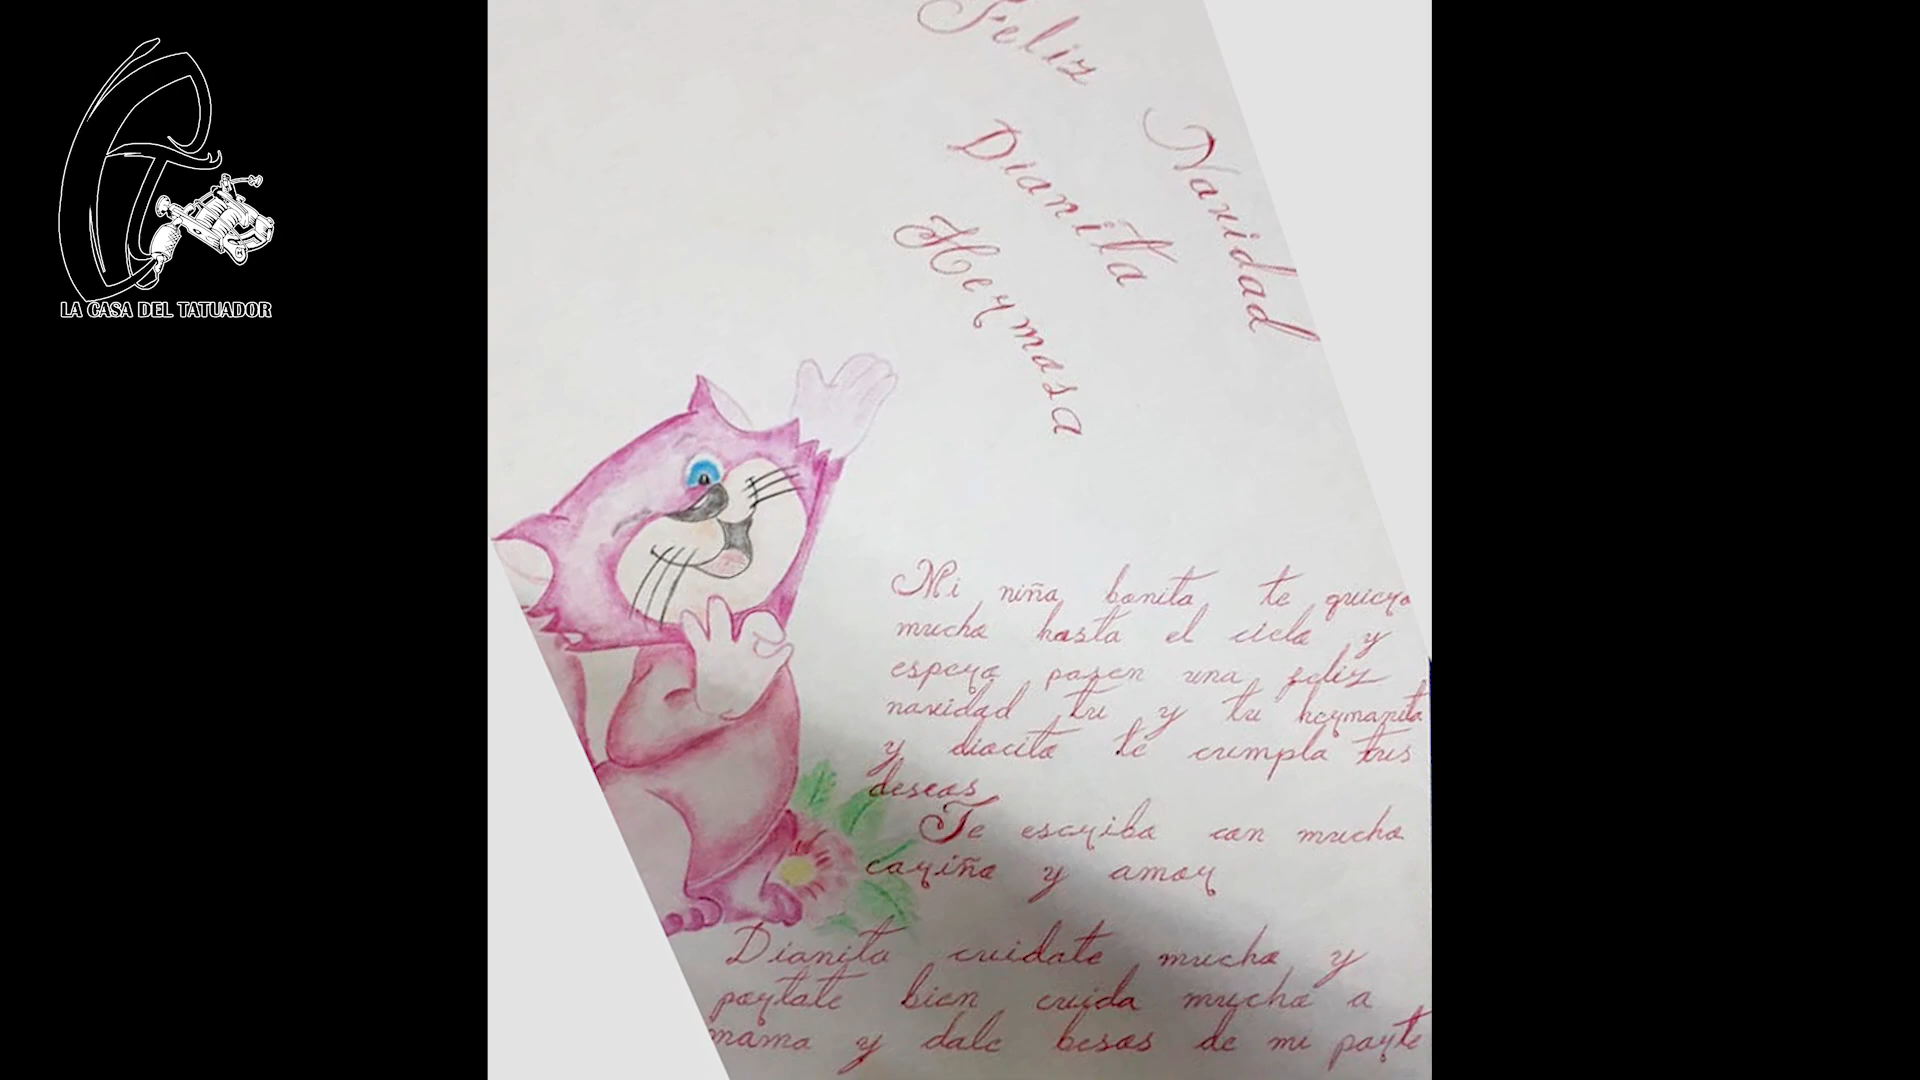 LA CASA DEL TATUADOR
Feliz Navidad
Dianita
Hermosa
Mi niña bonita te quiero
mucho hasta el cielo y
espero pasen una feliz
navidad tu y tu hermanita
y diocito te cumpla tus
deseos
Te escribo con mucho
cariño y amor
Dianita cuidate mucho y
portate bien cuida mucho a
mama y dale besos de mi parte